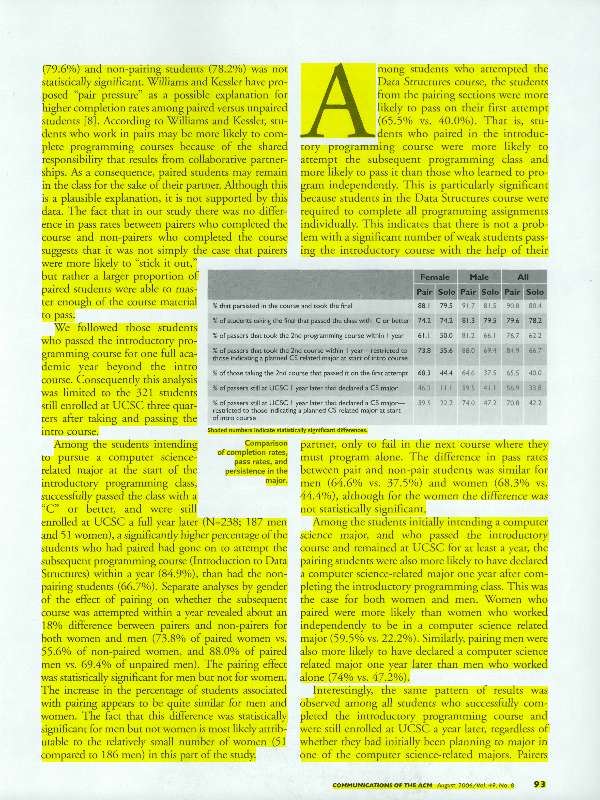 (79.6%) and non-pairing students (78.2%) was not
statistically significant. Williams and Kessler have pro-
posed “pair pressure” as a possible explanation for
higher completion rates among paired versus unpaired
students [8]. According to Williams and Kessler, stu-
dents who work in pairs may be more likely to com-
plete programming courses because of the shared
responsibility that results from collaborative partner-
ships. As a consequence, paired students may remain
in the class for the sake of their partner. Although this
is a plausible explanation, it is not supported by this
data. The fact that in our study there was no differ-
ence in pass rates between pairers who completed the
course and non-pairers who completed the course
suggests that it was not simply the case that pairers
were more likely to “stick it out,”
but rather a larger proportion of
paired students were able to mas-
ter enough of the course material
to pass.
We followed those students
who passed the introductory pro-
gramming course for one full aca-
demic year beyond the intro
course. Consequently this analysis
was limited to the 321 students
still enrolled at UCSC three quar-
ters after taking and passing the
intro course.
Among the students intending
to pursue a computer science-
related major at the start of the
introductory programming class,
successfully passed the class with a
“C” or better, and were still
enrolled at UCSC a full year later (N=238; 187 men
and 51 women), a significantly higher percentage of the
students who had paired had gone on to attempt the
subsequent programming course (Introduction to Data
Structures) within a year (84.9%), than had the non-
pairing students (66.7%). Separate analyses by gender
of the effect of pairing on whether the subsequent
course was attempted within a year revealed about an
18% difference between pairers and non-pairers for
both women and men (73.8% of paired women vs.
55.6% of non-paired women, and 88.0% of paired
men vs. 69.4% of unpaired men). The pairing effect
was statistically significant for men but not for women.
The increase in the percentage of students associated
with pairing appears to be quite similar for men and
women. The fact that this difference was statistically
significant for men but not women is most likely attrib-
utable to the relatively small number of women (51
compared to 186 men) in this part of the study.
Among students who attempted the
Data Structures course, the students
from the pairing sections were more
likely to pass on their first attempt
(65.5% vs. 40.0%). That is, stu-
dents who paired in the introduc-
tory programming course were more likely to
attempt the subsequent programming class and
more likely to pass it than those who learned to pro-
gram independently. This is particularly significant
because students in the Data Structures course were
required to complete all programming assignments
individually. This indicates that there is not a prob-
lem with a significant number of weak students pass-
ing the introductory course with the help of their
Female Male All
Pair Solo Pair Solo Pair Solo
% that persisted in the course and took the final 88.1 79.5 91.7 81.5 90.8 80.4
% of students taking the final that passed the class with C or better 74.2 74.2 81.3 79.5 79.6 78.2
% of passers that took the 2nd programming course within 1 year 61.1 50.0 81.2 66.1 76.7 62.2
% of passers that took the 2nd course within 1 year—restricted to
those indicating a planned CS related major at start of intro course 73.8 55.6 88.0 69.4 84.9 66.7
% of those taking the 2nd course that passed it on the first attempt 68.3 44.4 64.6 37.5 65.5 40.0
% of passers still at UCSC 1 year later that declared a CS major 46.3 11.1 59.5 41.1 56.9 33.8
% of passers still at UCSC 1 year later that declared a CS major—
restricted to those indicating a planned CS related major at start
of intro course 59.5 22.2 74.0 47.2 70.8 42.2
Shaded numbers indicate statistically significant differences.
Comparison
of completion rates,
pass rates, and
persistence in the
major.
partner, only to fail in the next course where they
must program alone. The difference in pass rates
between pair and non-pair students was similar for
men (64.6% vs. 37.5%) and women (68.3% vs.
44.4%), although for the women the difference was
not statistically significant.
Among the students initially intending a computer
science major, and who passed the introductory
course and remained at UCSC for at least a year, the
pairing students were also more likely to have declared
a computer science-related major one year after com-
pleting the introductory programming class. This was
the case for both women and men. Women who
paired were more likely than women who worked
independently to be in a computer science related
major (59.5% vs. 22.2%). Similarly, pairing men were
also more likely to have declared a computer science
related major one year later than men who worked
alone (74% vs. 47.2%).
Interestingly, the same pattern of results was
observed among all students who successfully com-
pleted the introductory programming course and
were still enrolled at UCSC a year later, regardless of
whether they had initially been planning to major in
one of the computer science-related majors. Pairers
COMMUNICATIONS OF THE ACM August 2006/Vol. 49, No. 8 93